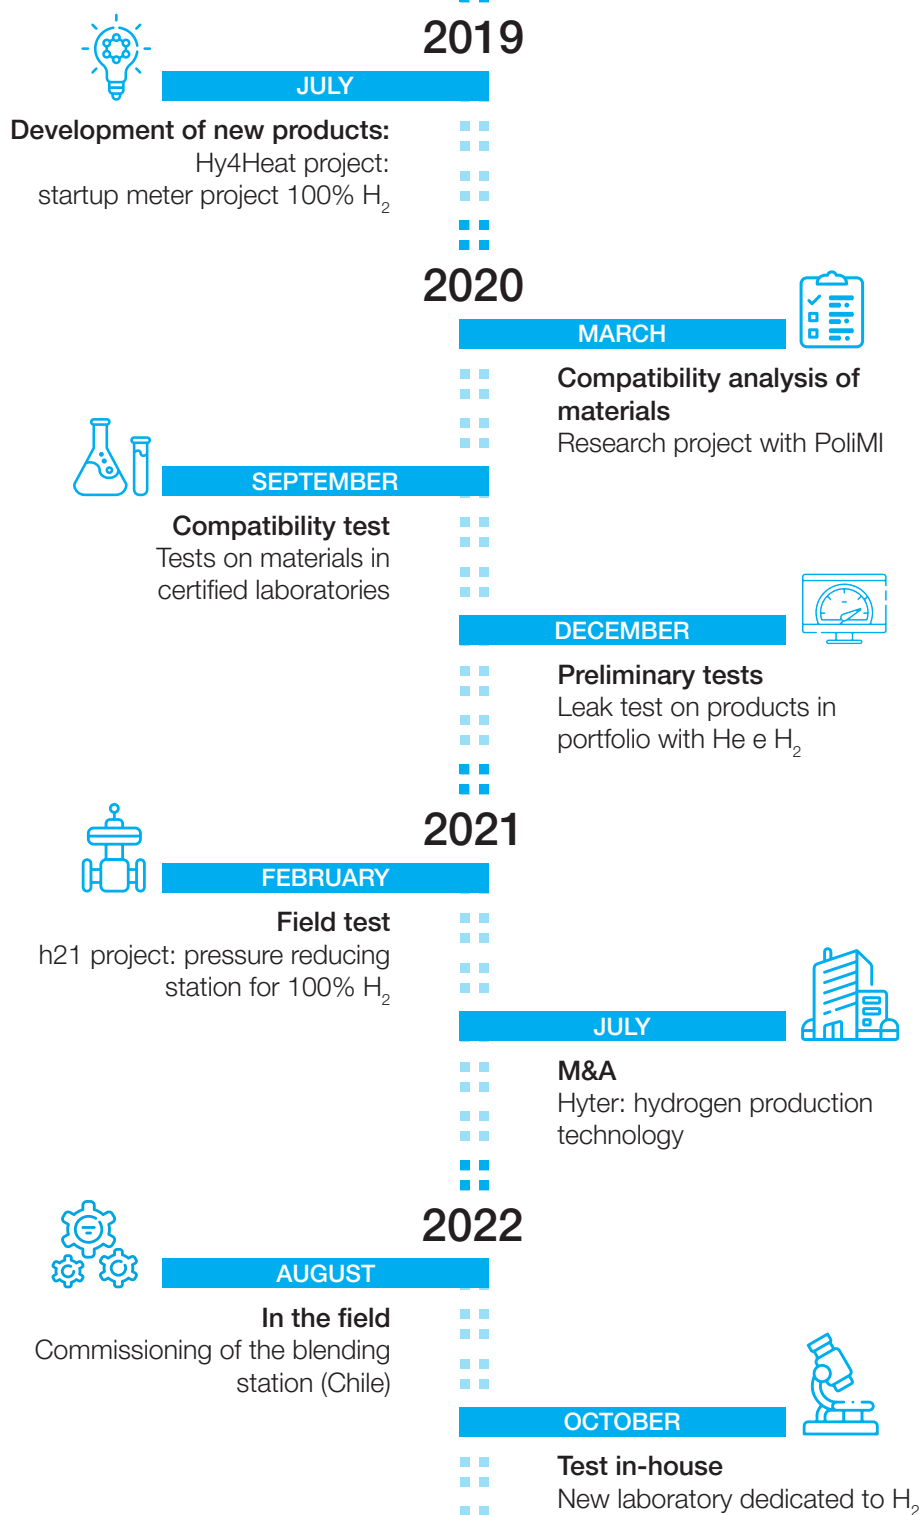 2019
JULY
Development of new products:
Hy4Heat project:
startup meter project 100% H₂
2020
MARCH
Compatibility analysis of
materials
Research project with PoliMI
SEPTEMBER
Compatibility test
Tests on materials in
certified laboratories
DECEMBER
Preliminary tests
Leak test on products in
portfolio with He e H₂
2021
FEBRUARY
Field test
h21 project: pressure reducing
station for 100% H₂
JULY
M&A
Hyter: hydrogen production
technology
2022
AUGUST
In the field
Commissioning of the blending
station (Chile)
OCTOBER
Test in-house
New laboratory dedicated to H₂